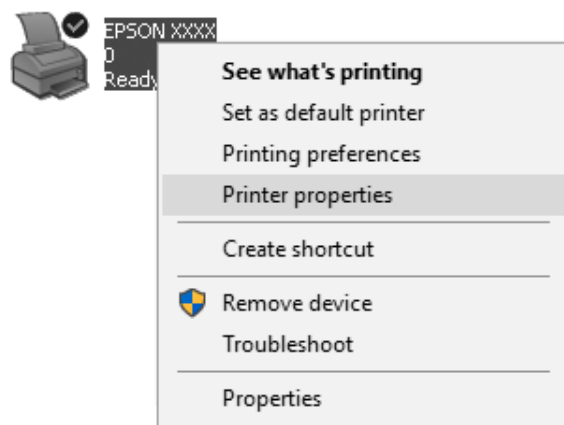 EPSON XXXX
0
Ready
See what's printing
Set as default printer
Printing preferences
Printer properties
Create shortcut
Remove device
Troubleshoot
Properties